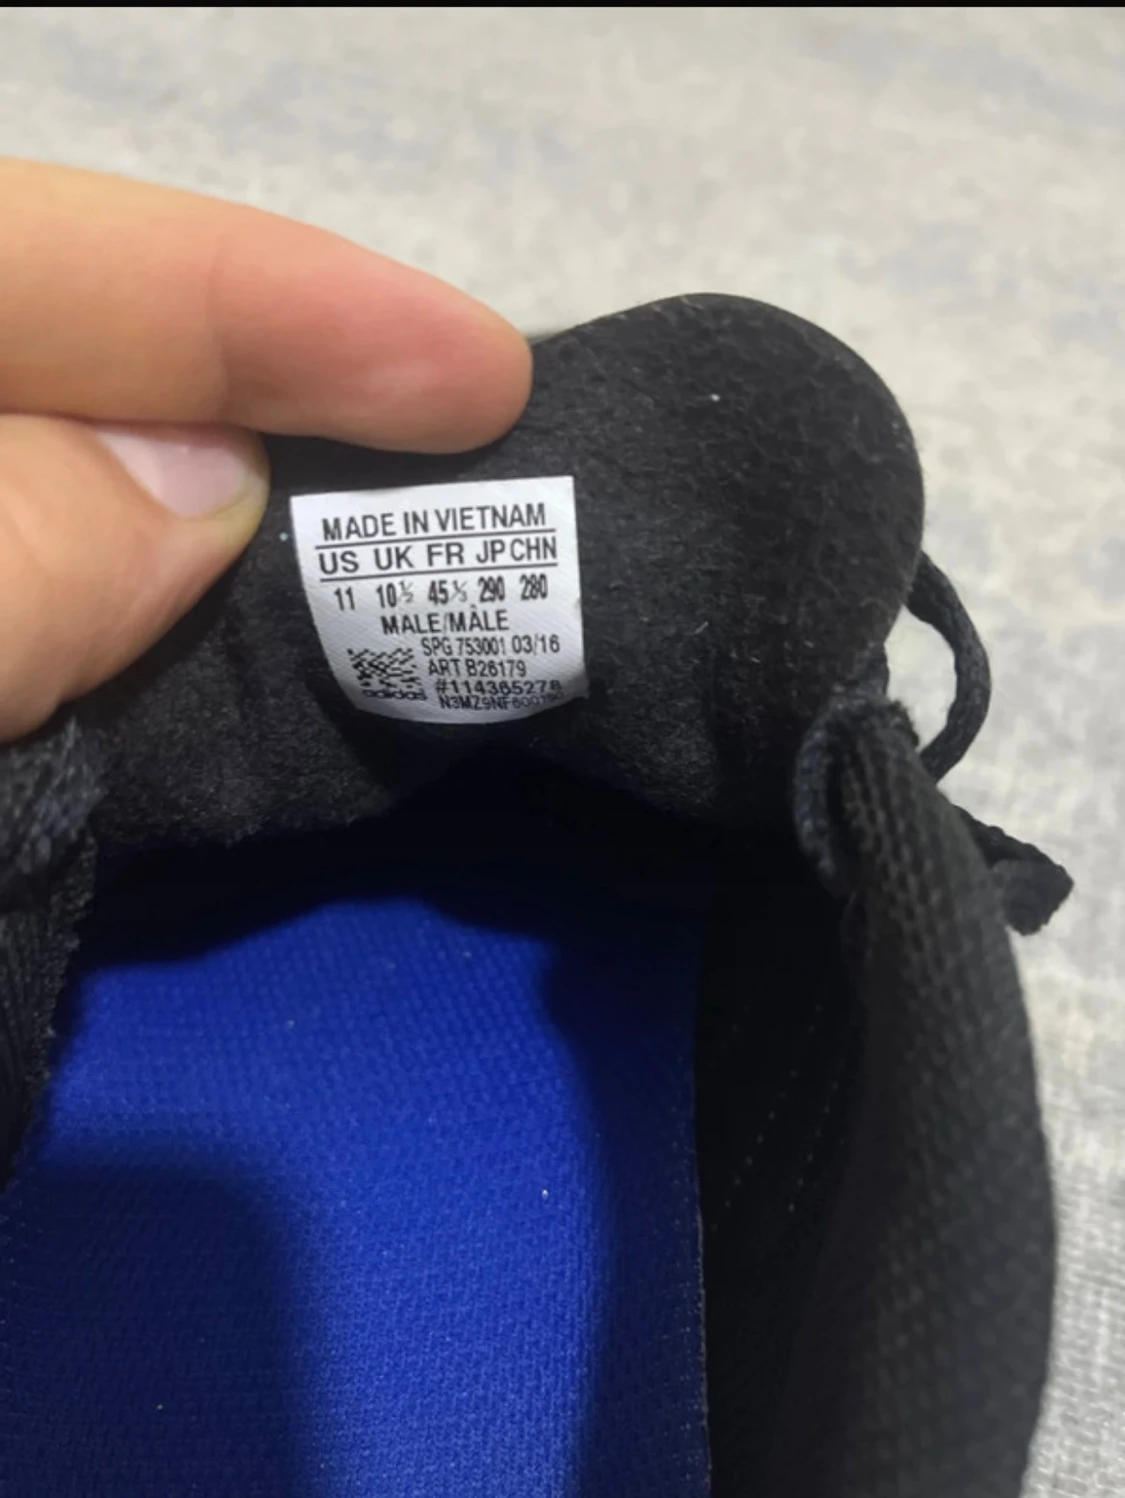 MADE IN VIETNAM
US UK FR JP CHN
11 10½ 45⅓ 290 280
MALE/MÂLE
SPG 753001 03/16
ART B26179
#114365278
adidas